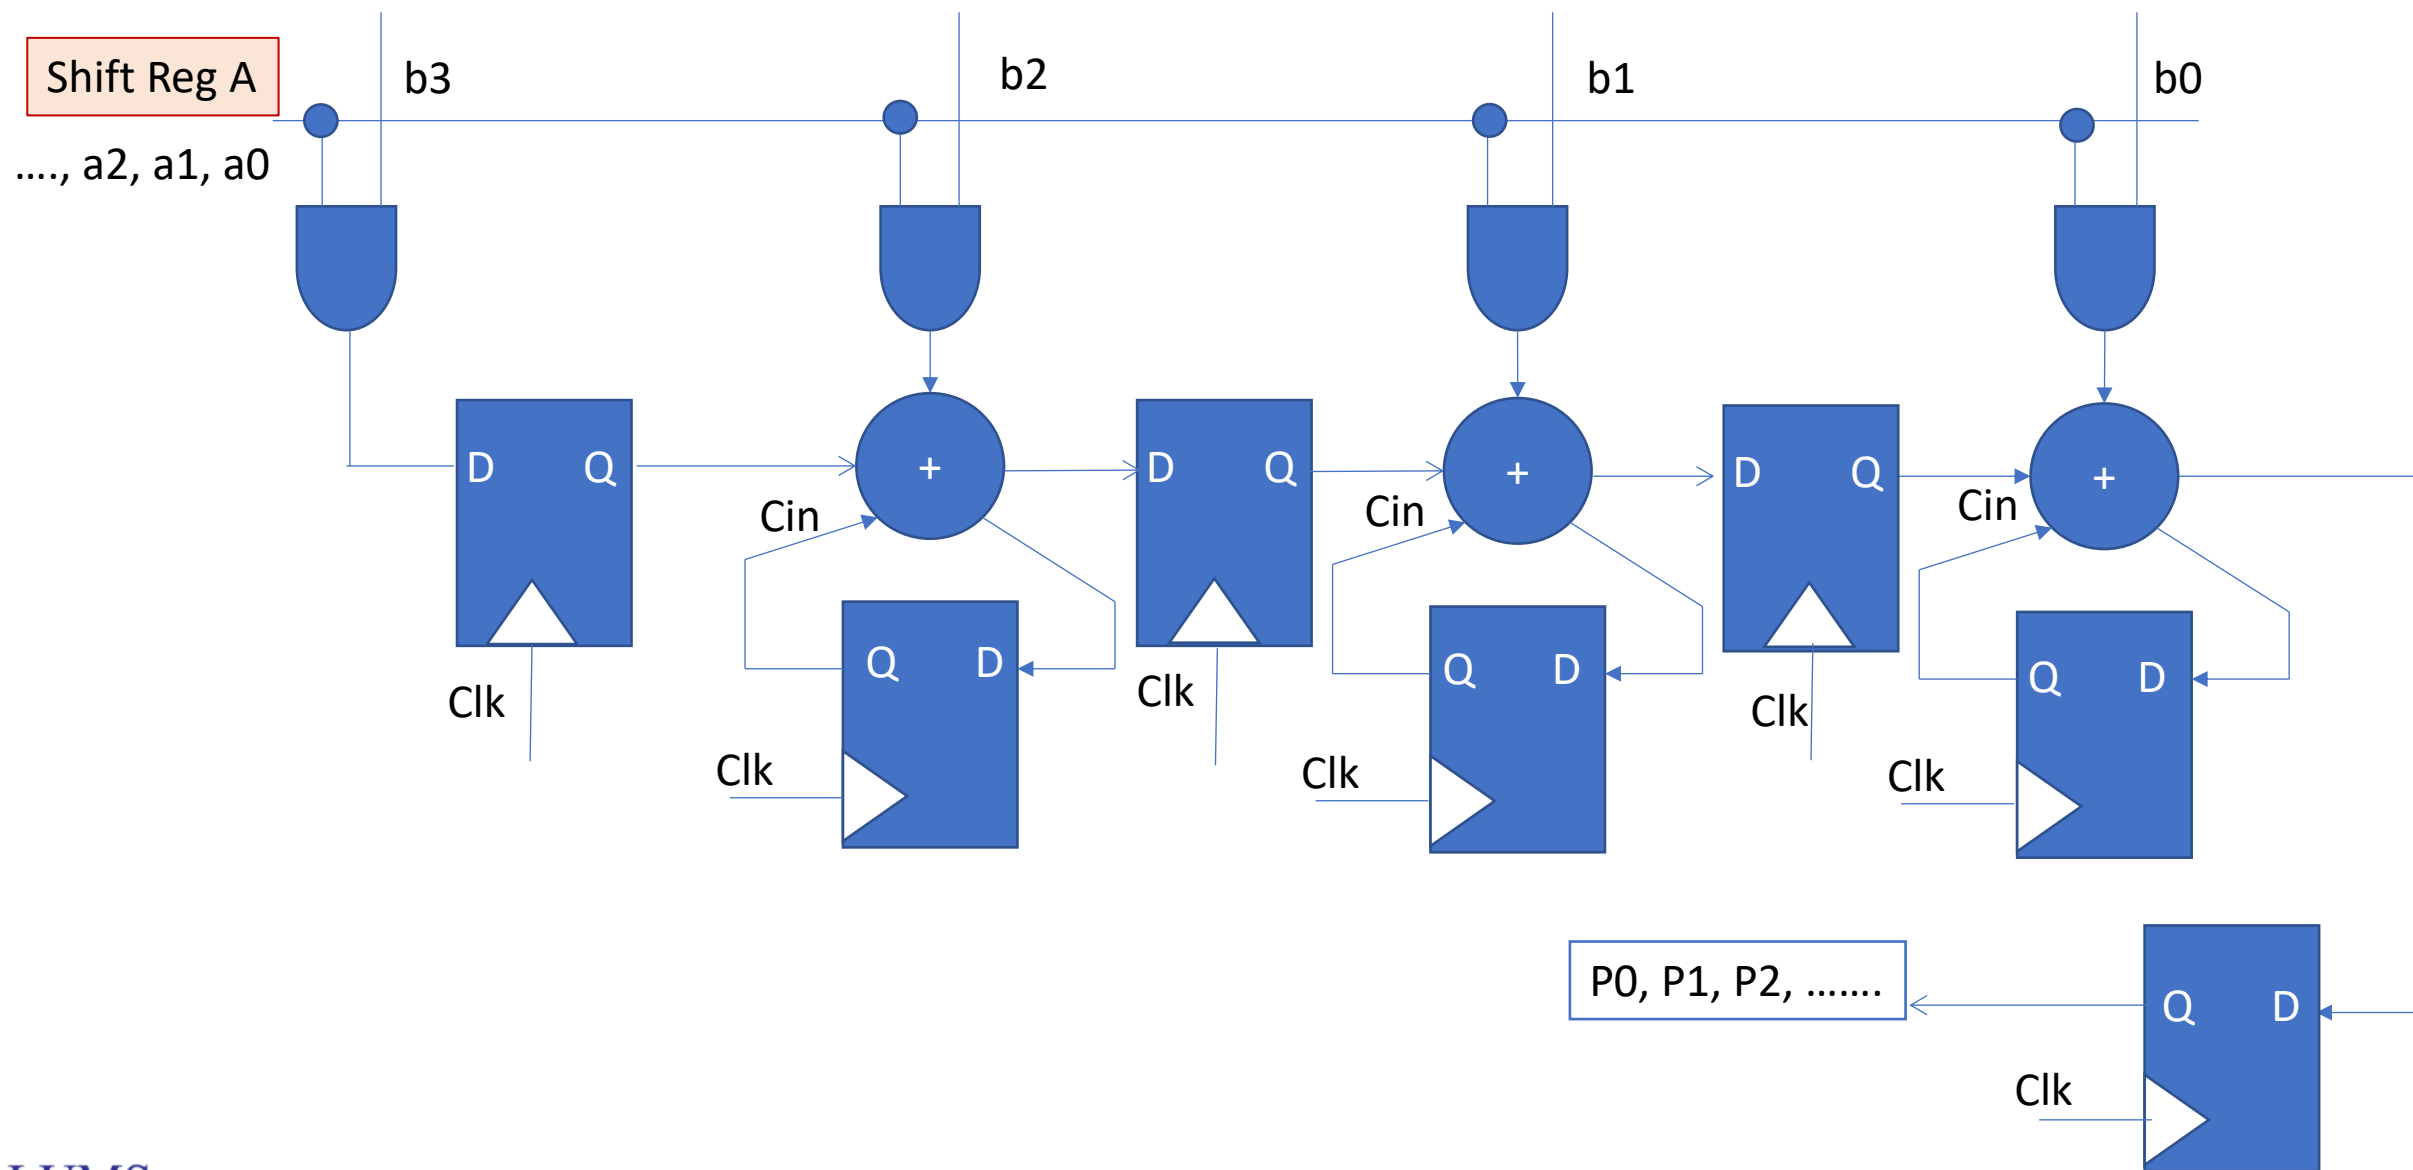 Shift Reg A
b3
b2
b1
b0
...., a2, a1, a0
D Q
+
D Q
+
D Q
+
Cin
Cin
Cin
Q D
Q D
Q D
Clk
Clk
Clk
Clk
Clk
Clk
P0, P1, P2, .......
Q D
Clk
LUMS